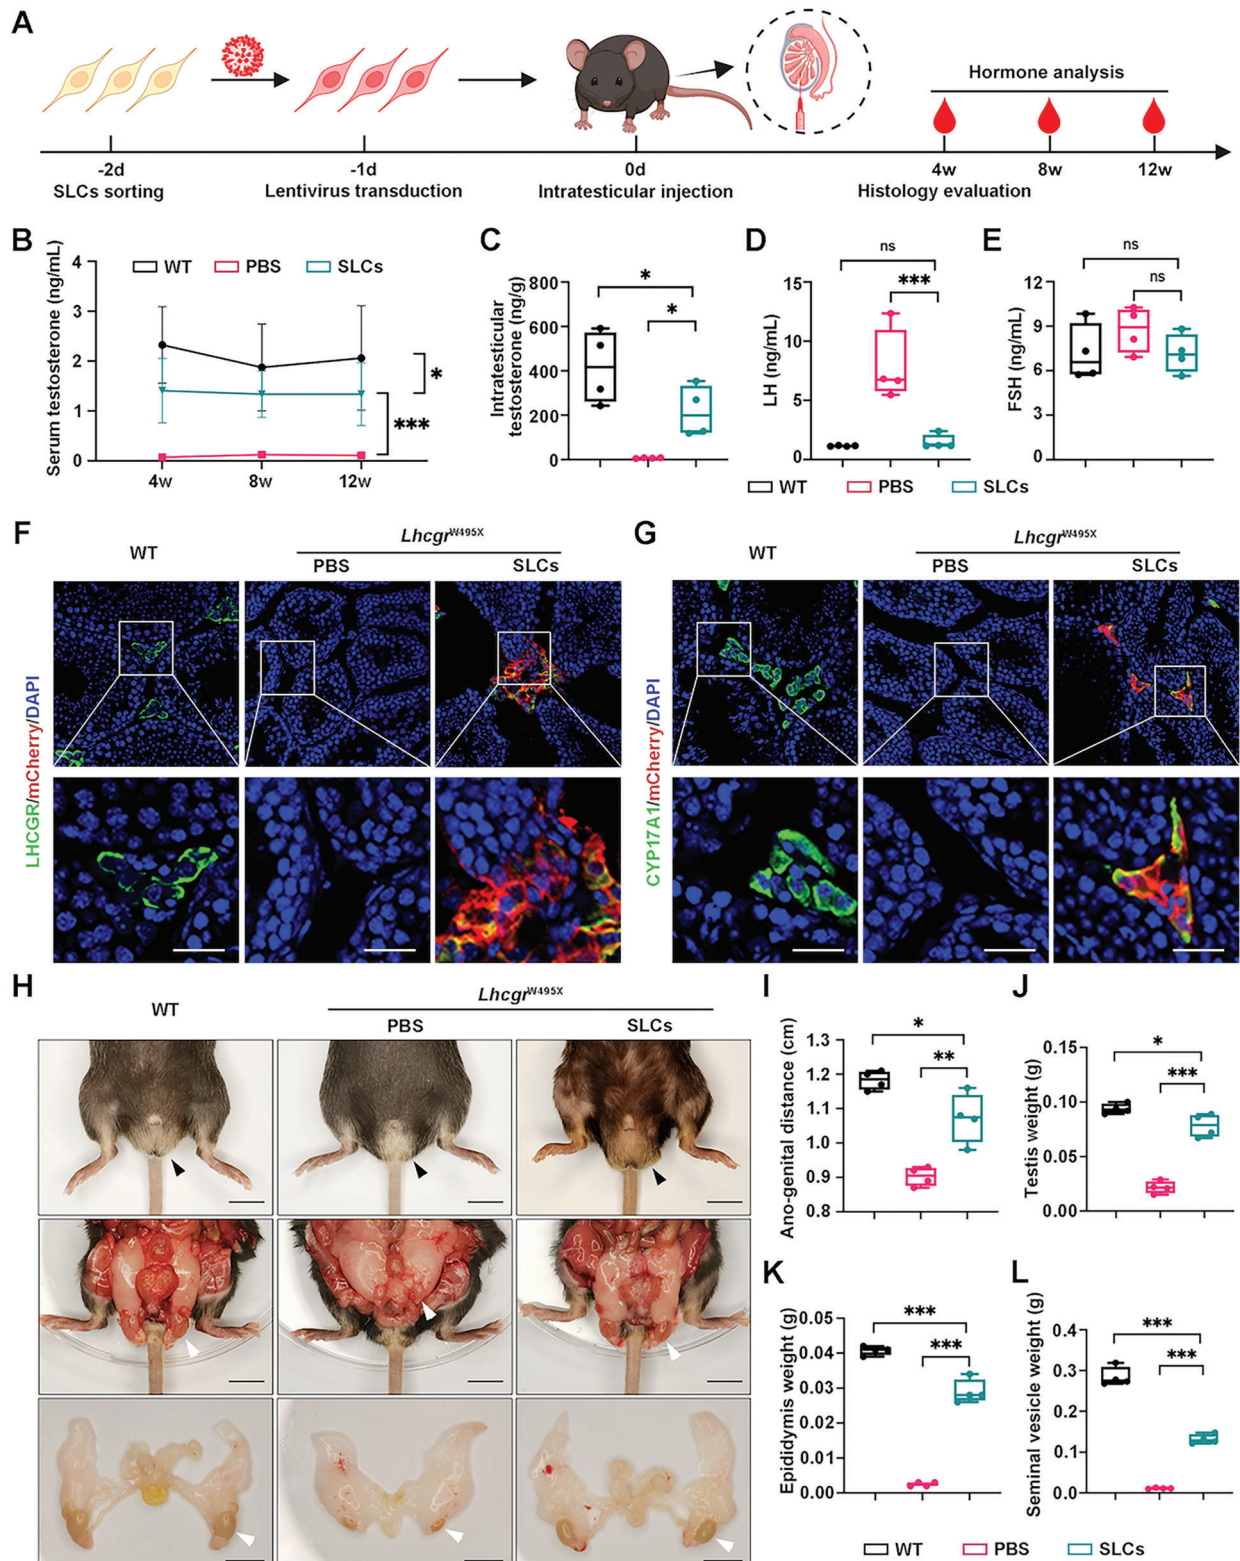 A
Hormone analysis
-2d
-1d
0d
4w
8w
12w
SLCs sorting
Lentivirus transduction
Intratesticular injection
Histology evaluation
B
Serum testosterone (ng/mL)
4
3
2
1
0
WT
PBS
SLCs
*
***
4w
8w
12w
C
Intratesticular
testosterone (ng/g)
800
600
400
200
0
*
*
D
LH (ng/mL)
15
10
5
0
ns
***
E
FSH (ng/mL)
12
9
6
3
0
ns
ns
WT
PBS
SLCs
F
WT
LhcgrW495X
PBS
SLCs
LHCGR/mCherry/DAPI
G
WT
LhcgrW495X
PBS
SLCs
CYP17A1/mCherry/DAPI
H
WT
LhcgrW495X
PBS
SLCs
I
Ano-genital distance (cm)
1.3
1.2
1.1
1.0
0.9
0.8
*
**
J
Testis weight (g)
0.15
0.10
0.05
0.00
*
***
K
Epididymis weight (g)
0.05
0.04
0.03
0.02
0.01
0.00
***
***
L
Seminal vesicle weight (g)
0.4
0.3
0.2
0.1
0.0
***
***
WT
PBS
SLCs